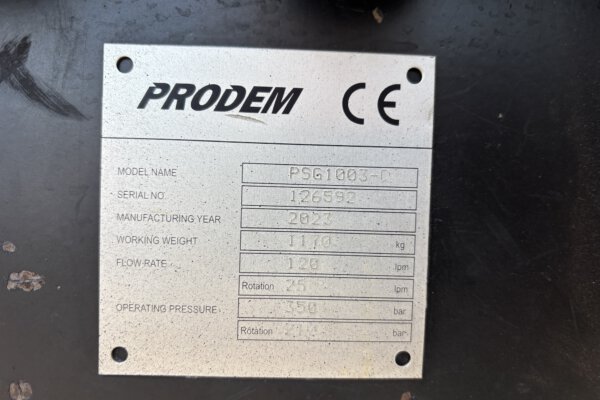 PRODEM CE
MODEL NAME PSG1003-
SERIAL NO. 126592
MANUFACTURING YEAR 2023
WORKING WEIGHT 1170 kg
FLOW RATE 120 lpm
Rotation 25 lpm
OPERATING PRESSURE 350 bar
Rotation bar